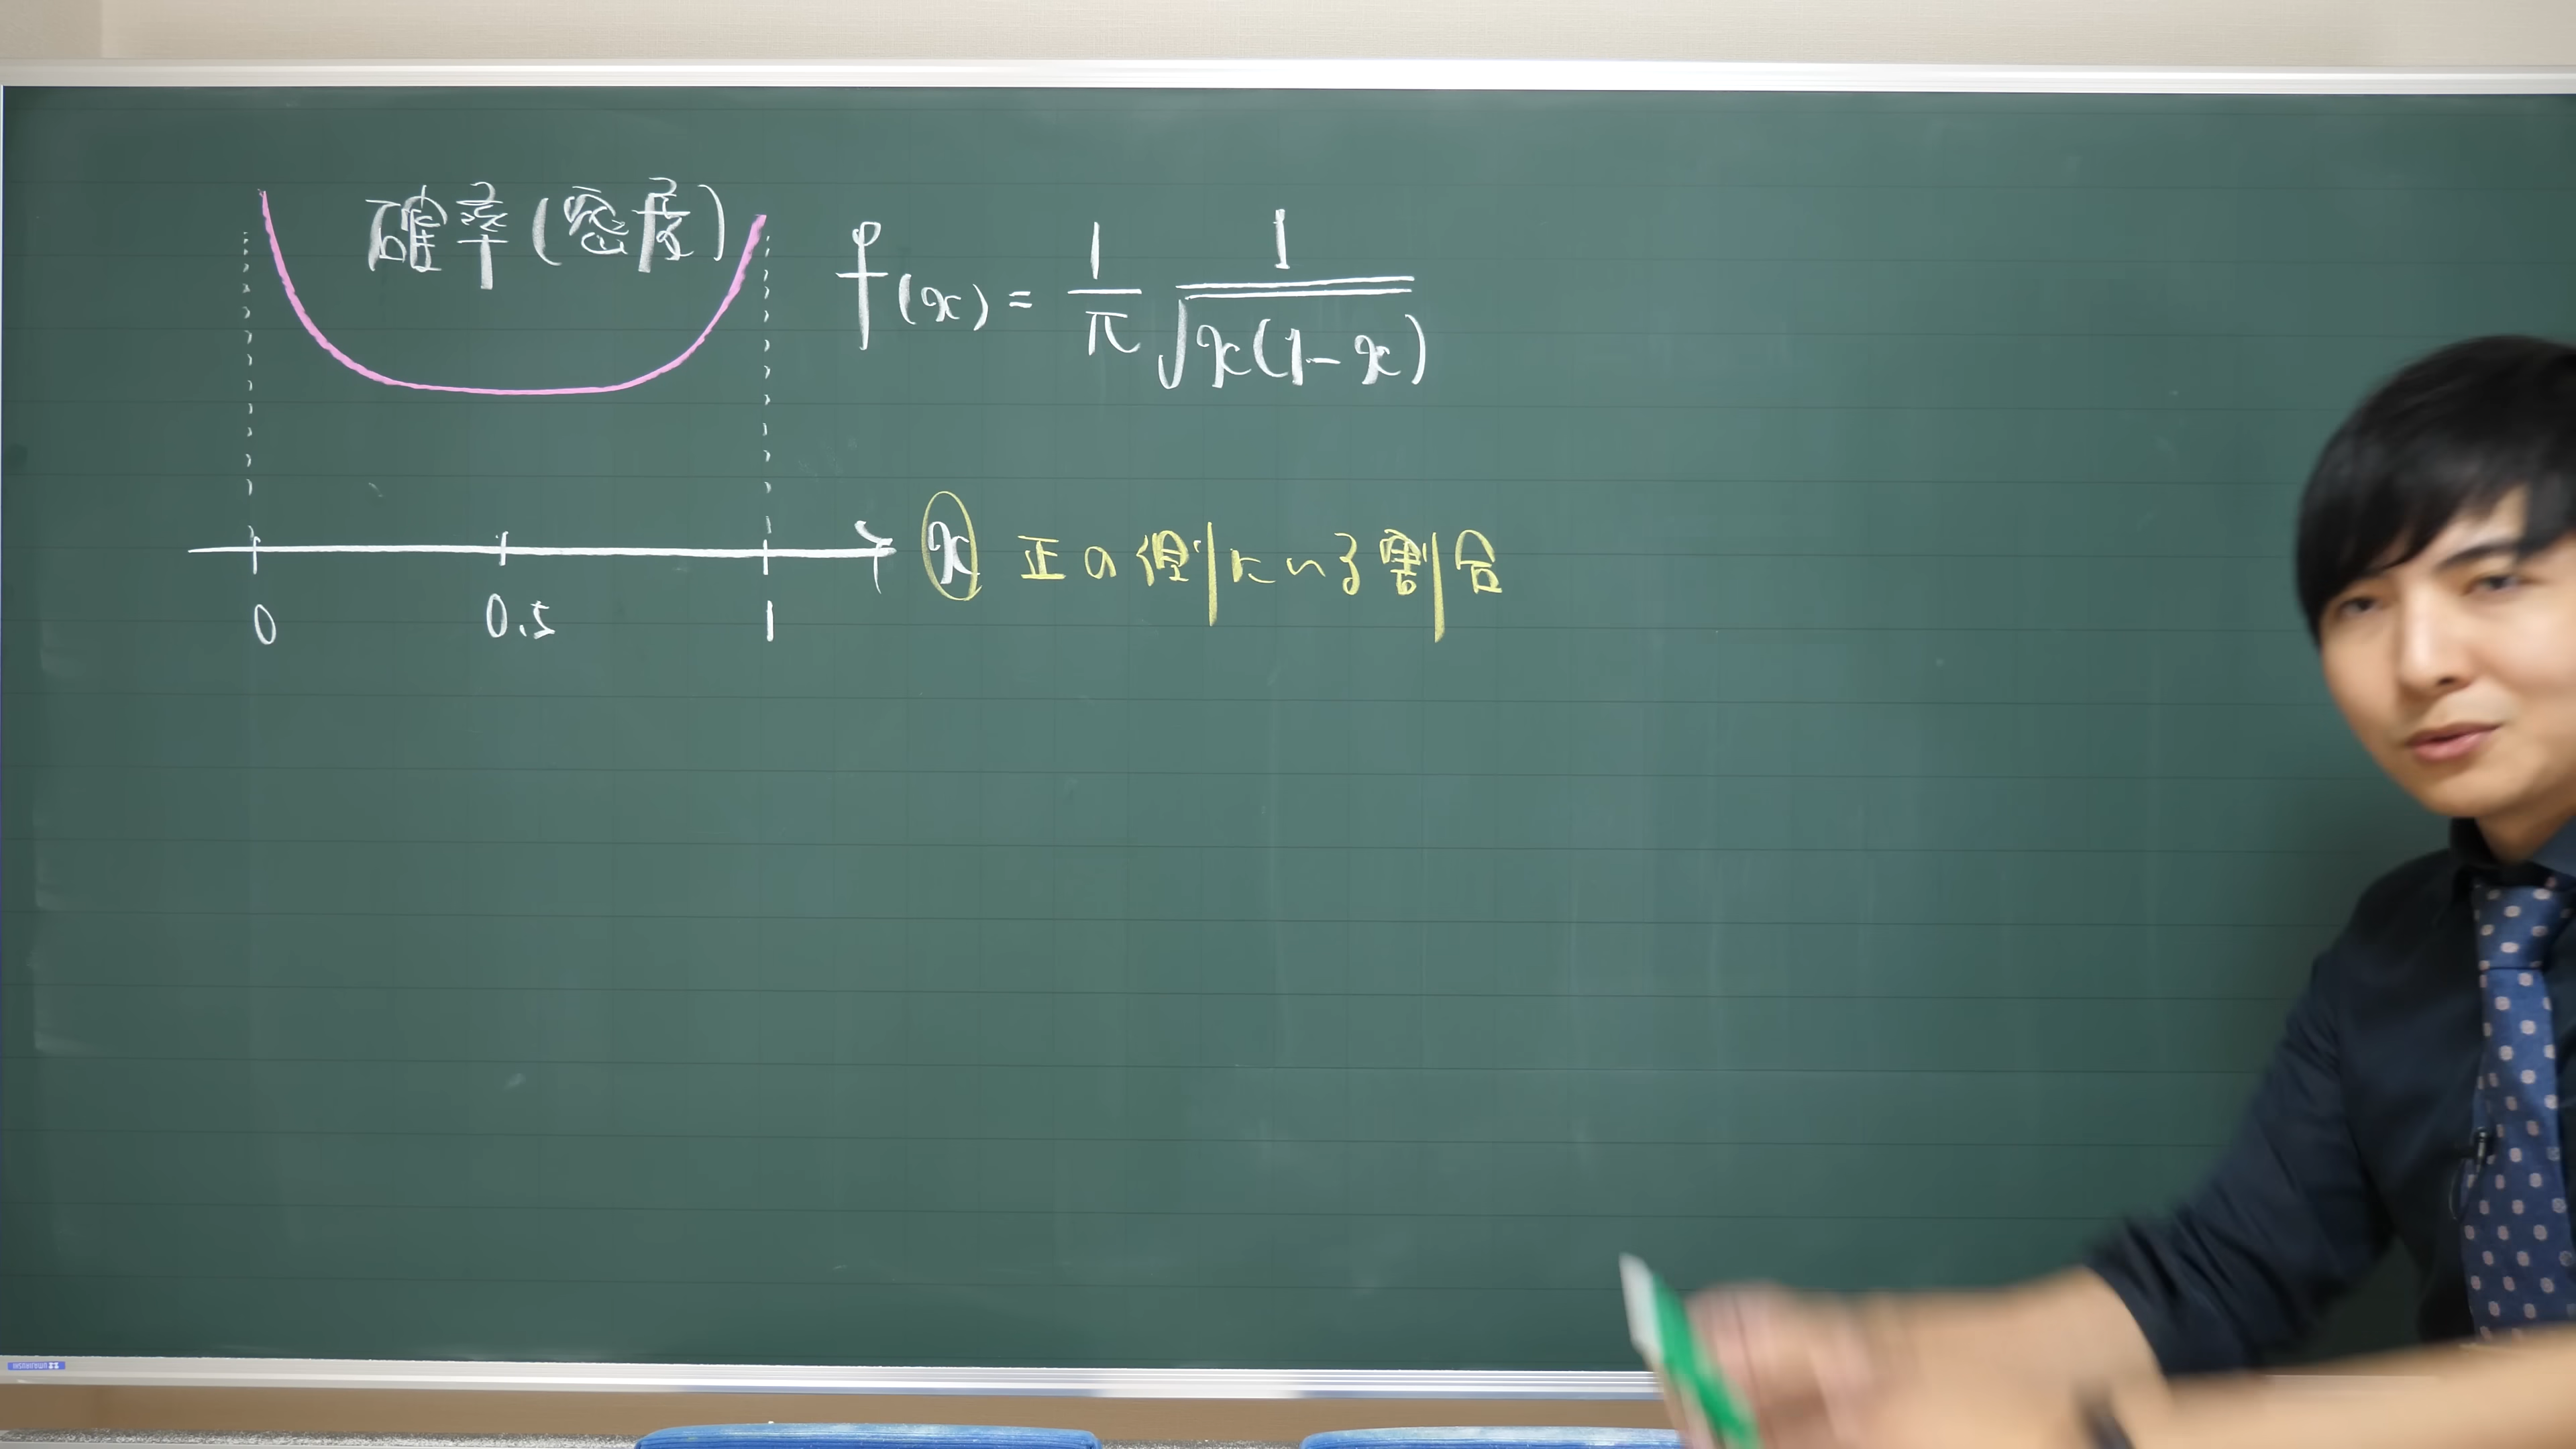 確率(密度)
f(x) = 1/π 1/√x(1-x)
x 正の側にいる割合
0 0.5 1